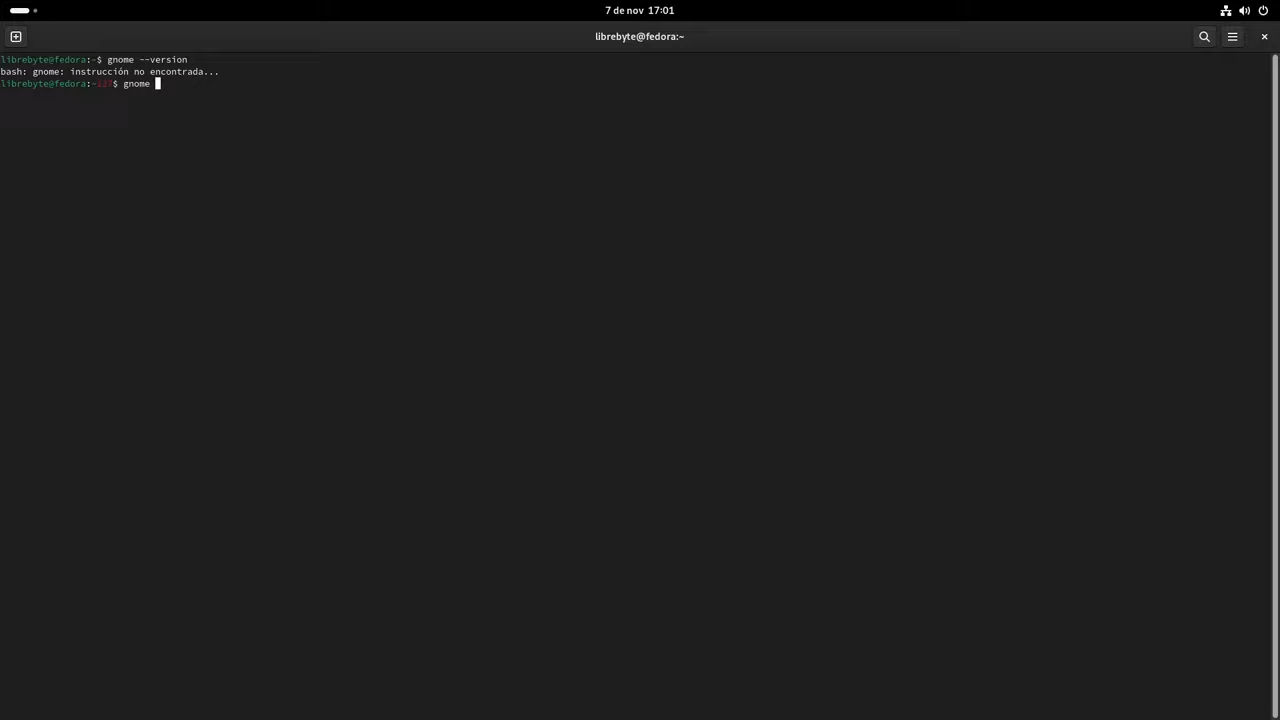 7 de nov 17:01
librebyte@fedora:~
librebyte@fedora:~$ gnome --version
bash: gnome: instrucción no encontrada...
librebyte@fedora:~127$ gnome